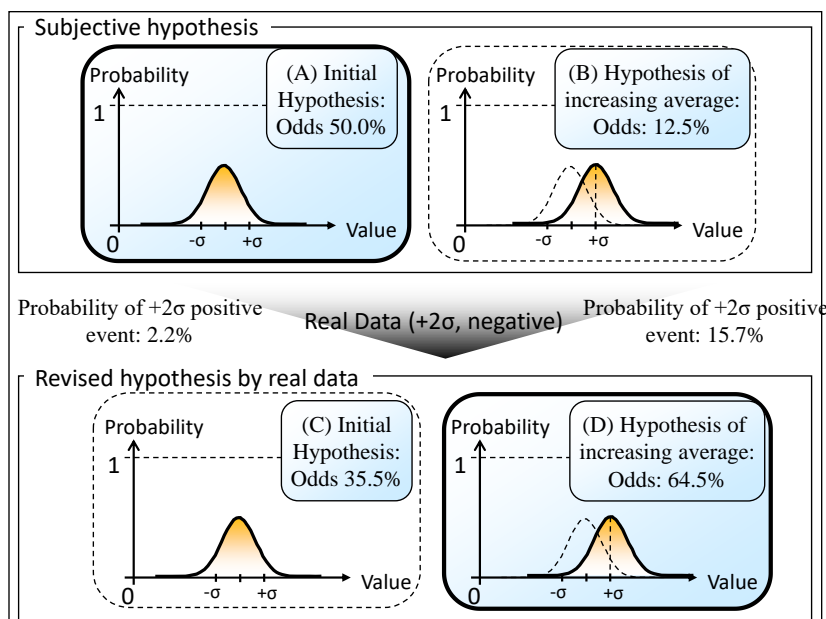 Subjective hypothesis
Probability
(A) Initial
Hypothesis:
Odds 50.0%
1
0
-σ
+σ
Value
Probability
(B) Hypothesis of
increasing average:
Odds: 12.5%
1
0
-σ
+σ
Value
Probability of +2σ positive
event: 2.2%
Real Data (+2σ, negative)
Probability of +2σ positive
event: 15.7%
Revised hypothesis by real data
Probability
(C) Initial
Hypothesis:
Odds 35.5%
1
0
-σ
+σ
Value
Probability
(D) Hypothesis of
increasing average:
Odds: 64.5%
1
0
-σ
+σ
Value